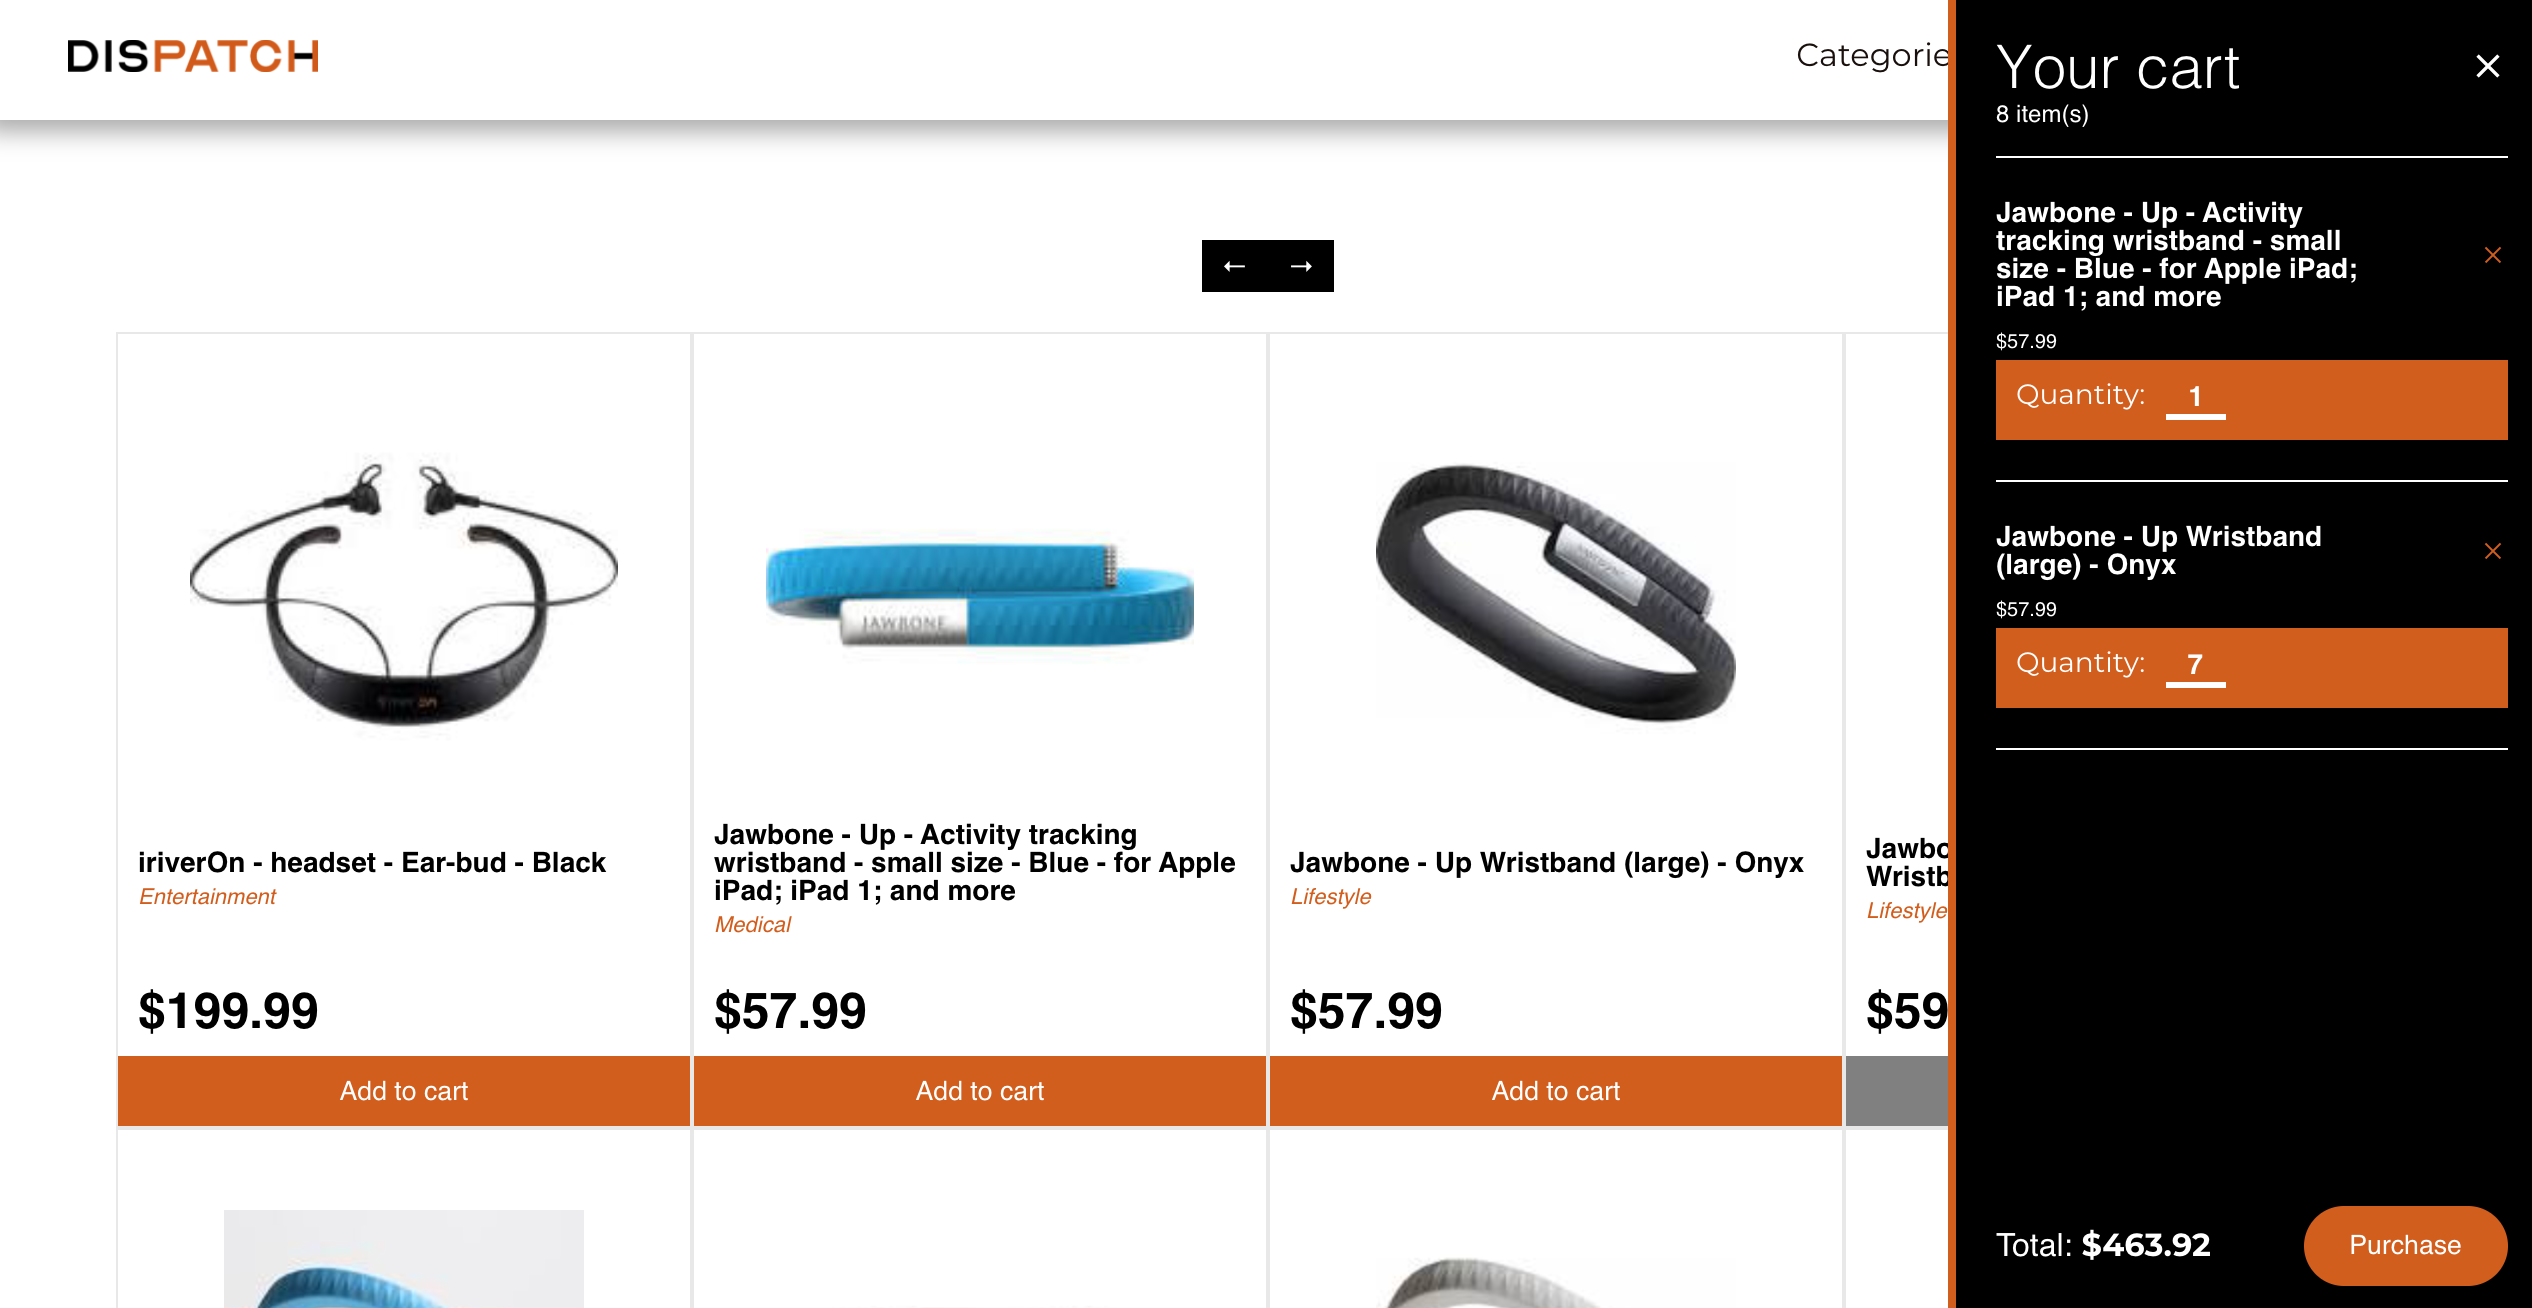 DISPATCH
Categorie
← →
JAWBONE
iriverOn - headset - Ear-bud - Black
Entertainment
$199.99
Add to cart
Jawbone - Up - Activity tracking
wristband - small size - Blue - for Apple
iPad; iPad 1; and more
Medical
$57.99
Add to cart
Jawbone - Up Wristband (large) - Onyx
Lifestyle
$57.99
Add to cart
Jawbo
Wristb
Lifestyle
$59
Your cart
8 item(s)
Jawbone - Up - Activity
tracking wristband - small
size - Blue - for Apple iPad;
iPad 1; and more
$57.99
Quantity: 1
Jawbone - Up Wristband
(large) - Onyx
$57.99
Quantity: 7
Total: $463.92
Purchase